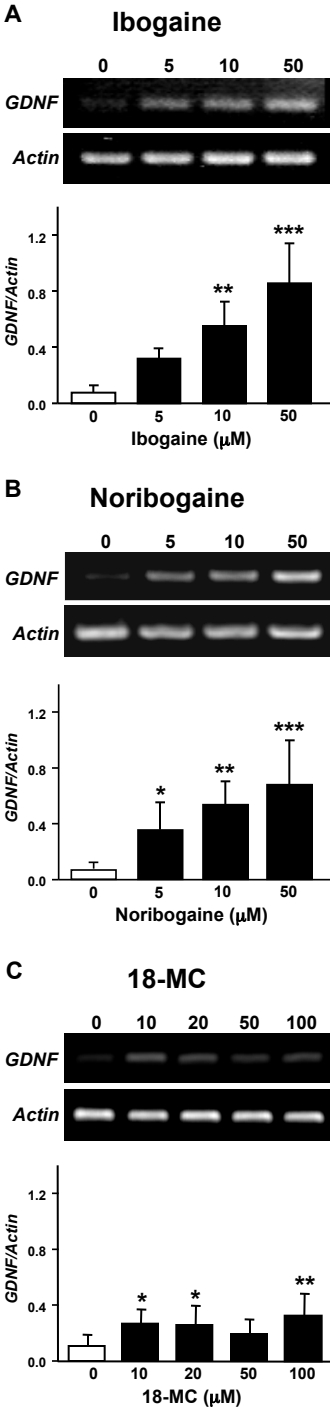 A
Ibogaine
0 5 10 50
GDNF
Actin
GDNF/Actin
1.2
0.8
0.4
0.0
** ***
0 5 10 50
Ibogaine (μM)
B
Noribogaine
0 5 10 50
GDNF
Actin
GDNF/Actin
1.2
0.8
0.4
0.0
* ** ***
0 5 10 50
Noribogaine (μM)
C
18-MC
0 10 20 50 100
GDNF
Actin
GDNF/Actin
1.2
0.8
0.4
0.0
* * **
0 10 20 50 100
18-MC (μM)